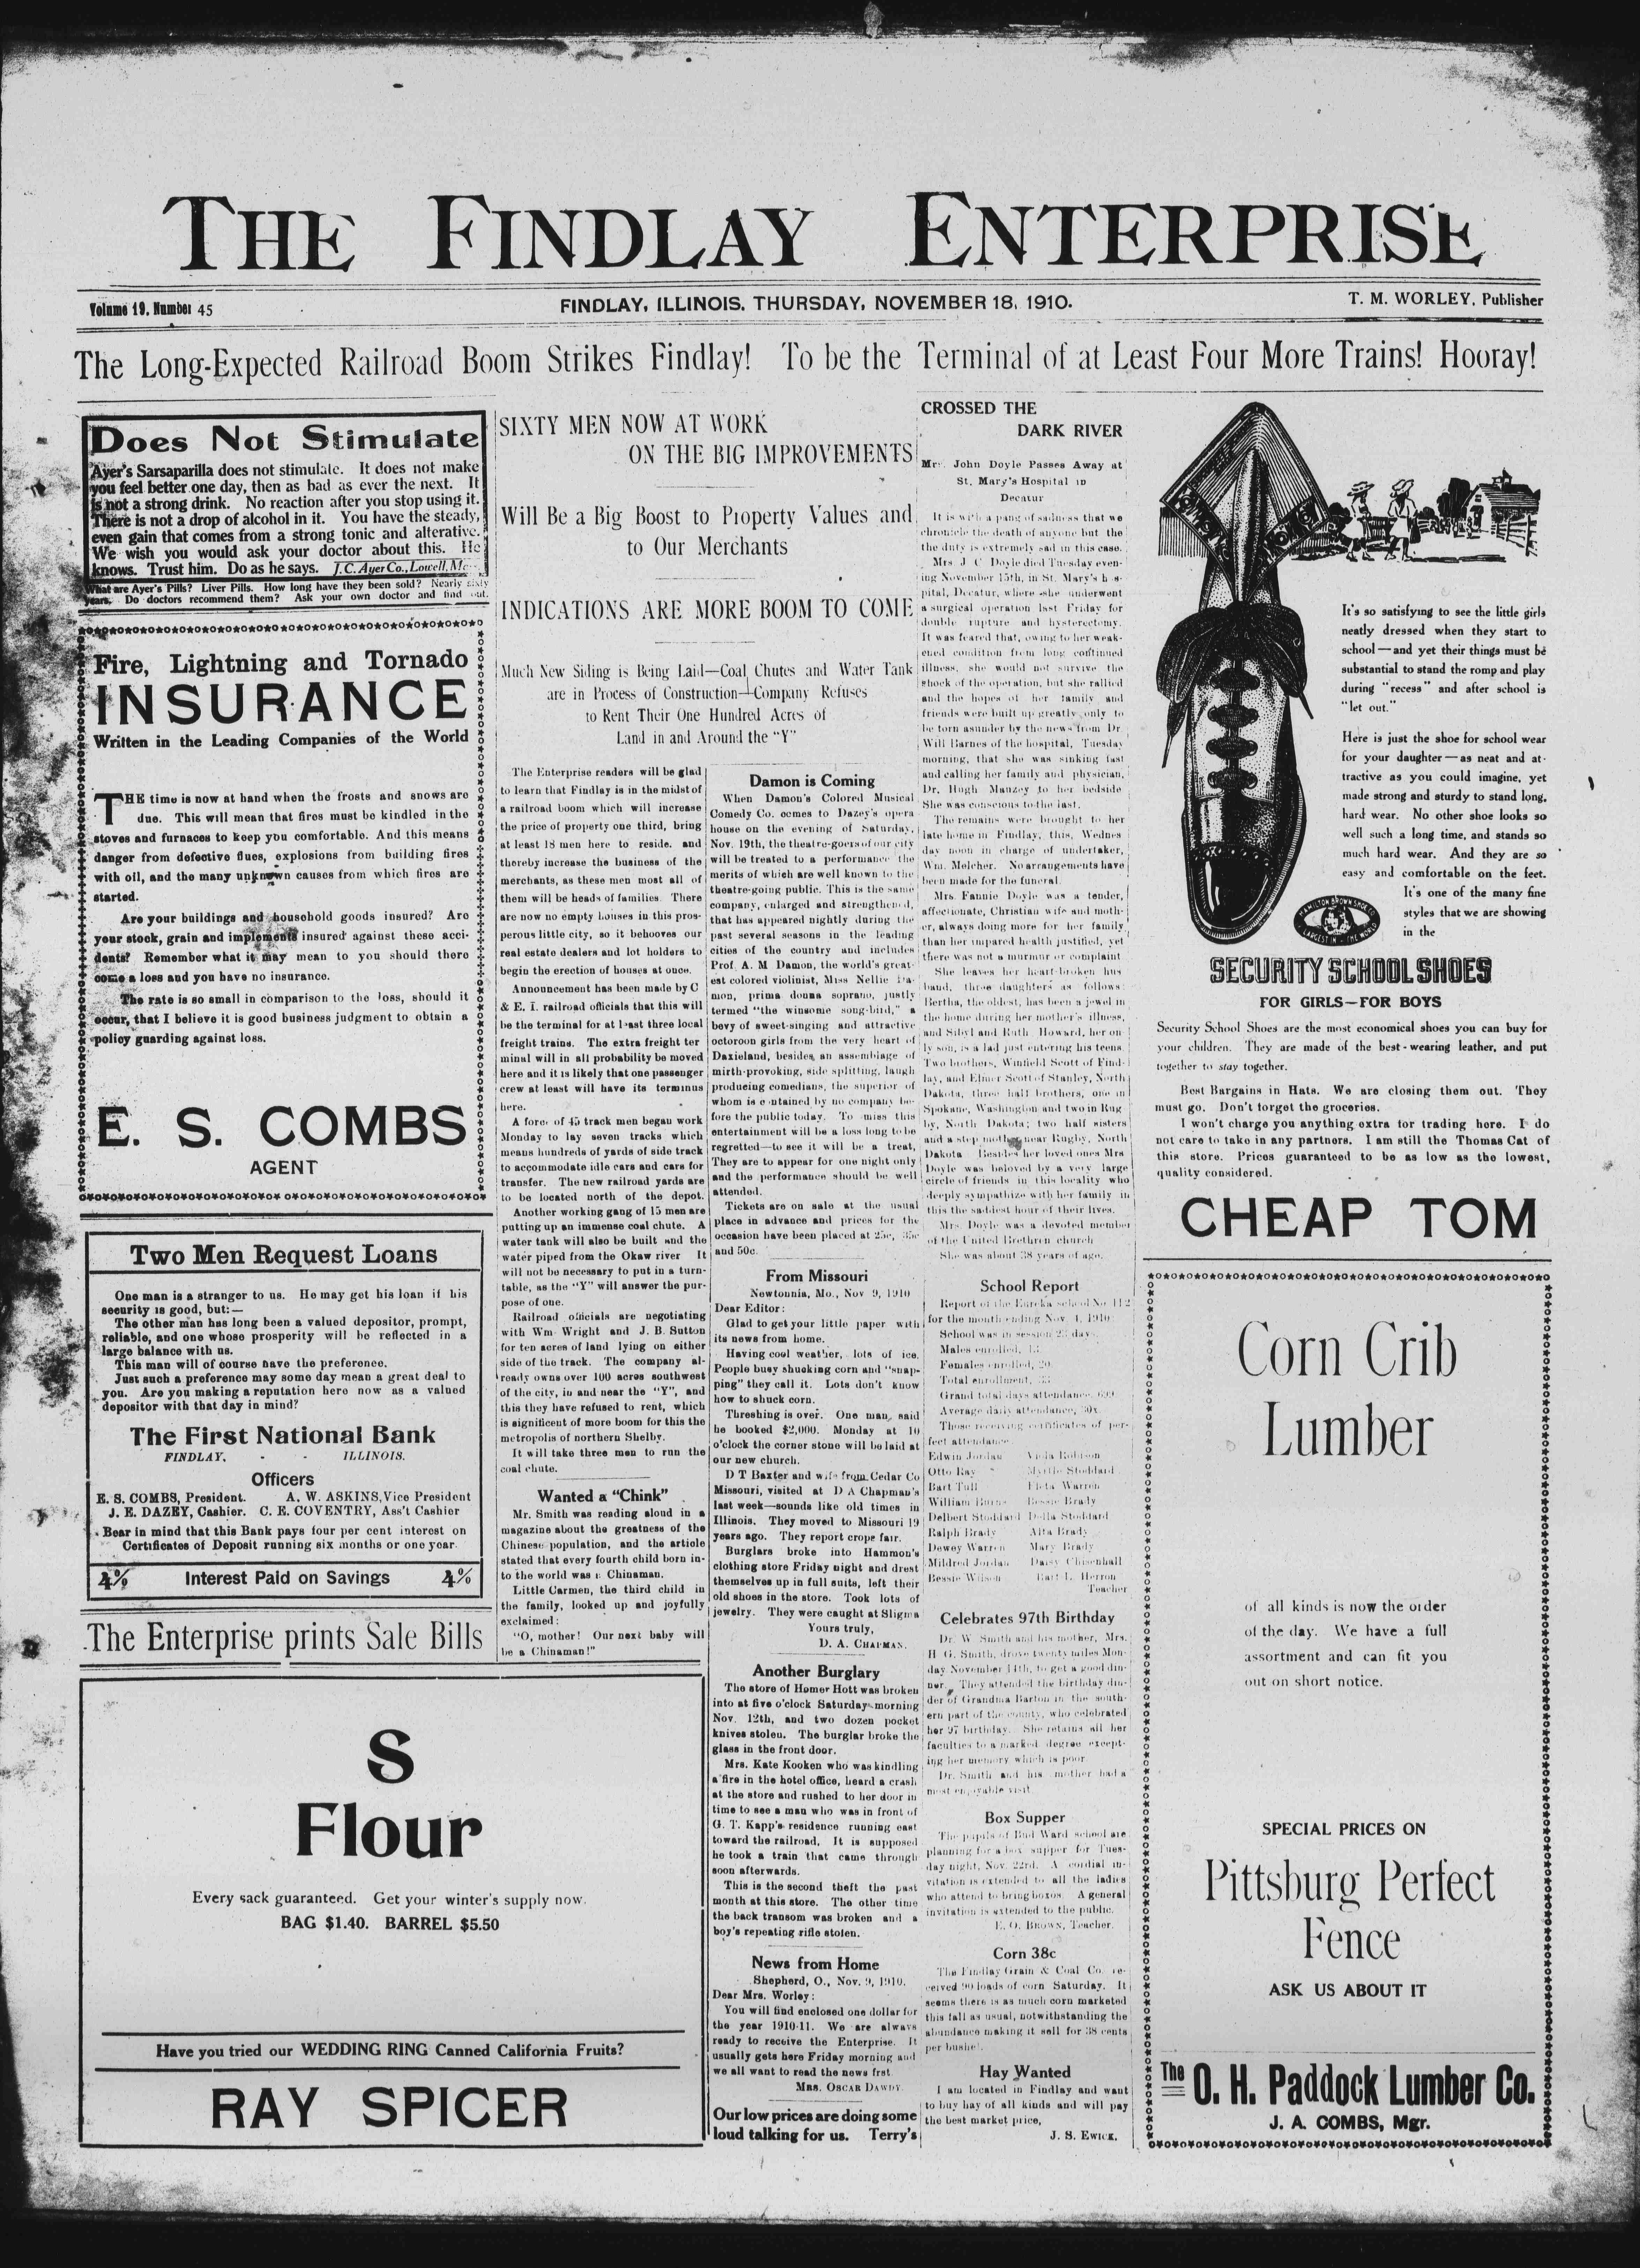 THE FINDLAY ENTERPRISE
Volume 19, Number 45
FINDLAY, ILLINOIS, THURSDAY, NOVEMBER 18, 1910.
T. M. WORLEY, Publisher
The Long-Expected Railroad Boom Strikes Findlay! To be the Terminal of at Least Four More Trains! Hooray!
Does Not Stimulate
Ayer's Sarsaparilla does not stimulate. It does not make
you feel better one day, then as bad as ever the next. It
is not a strong drink. No reaction after you stop using it.
There is not a drop of alcohol in it. You have the steady,
even gain that comes from a strong tonic and alterative.
We wish you would ask your doctor about this. He
knows. Trust him. Do as he says. J. C. Ayer Co., Lowell,
What are Ayer's Pills? Liver Pills. How long have they been sold? Nearly sixty
years. Do doctors recommend them? Ask your own doctor and find out.
Fire, Lightning and Tornado
INSURANCE
Written in the Leading Companies of the World
THE time is now at hand when the frosts and snows are
due. This will mean that fires must be kindled in the
stoves and furnaces to keep you comfortable. And this means
danger from defective flues, explosions from building fires
with oil, and the many unknown causes from which fires are
started.
Are your buildings and household goods insured? Are
your stock, grain and implements insured against these acci-
dents? Remember what it may mean to you should there
come a loss and you have no insurance.
The rate is so small in comparison to the loss, should it
occur, that I believe it is good business judgment to obtain a
policy guarding against loss.
E. S. COMBS
AGENT
Two Men Request Loans
One man is a stranger to us. He may get his loan if his
security is good, but:—
The other man has long been a valued depositor, prompt,
reliable, and one whose prosperity will be reflected in a
large balance with us.
This man will of course have the preference.
Just such a preference may some day mean a great deal to
you. Are you making a reputation here now as a valued
depositor with that day in mind?
The First National Bank
FINDLAY, - - ILLINOIS.
Officers
E. S. COMBS, President. A. W. ASKINS, Vice President
J. E. DAZEY, Cashier. C. E. COVENTRY, Ass't Cashier
Bear in mind that this Bank pays four per cent interest on
Certificates of Deposit running six months or one year.
4% Interest Paid on Savings 4%
The Enterprise prints Sale Bills
S
Flour
Every sack guaranteed. Get your winter's supply now.
BAG $1.40. BARREL $5.50
Have you tried our WEDDING RING Canned California Fruits?
RAY SPICER
SIXTY MEN NOW AT WORK
ON THE BIG IMPROVEMENTS
Will Be a Big Boost to Property Values and
to Our Merchants
INDICATIONS ARE MORE BOOM TO COME
Much New Siding is Being Laid—Coal Chutes and Water Tank
are in Process of Construction—Company Refuses
to Rent Their One Hundred Acres of
Land in and Around the "Y"
The Enterprise readers will be glad
to learn that Findlay is in the midst of
a railroad boom which will increase
the price of property one third, bring
at least 18 men here to reside, and
thereby increase the business of the
merchants, as these men most all of
them will be heads of families. There
are now no empty houses in this pros-
perous little city, so it behooves our
real estate dealers and lot holders to
begin the erection of houses at once.
Announcement has been made by C
& E. I. railroad officials that this will
be the terminal for at least three local
freight trains. The extra freight ter
minal will in all probability be moved
here and it is likely that one passenger
crew at least will have its terminus
here.
A force of 45 track men began work
Monday to lay seven tracks which
means hundreds of yards of side track
to accommodate idle cars and cars for
transfer. The new railroad yards are
to be located north of the depot.
Another working gang of 15 men are
putting up an immense coal chute. A
water tank will also be built and the
water piped from the Okaw river It
will not be necessary to put in a turn-
table, as the "Y" will answer the pur-
pose of one.
Railroad officials are negotiating
with Wm Wright and J. B. Sutton
for ten acres of land lying on either
side of the track. The company al-
ready owns over 100 acres southwest
of the city, in and near the "Y", and
this they have refused to rent, which
is significent of more boom for this the
metropolis of northern Shelby.
It will take three men to run the
coal chute.
Wanted a "Chink"
Mr. Smith was reading aloud in a
magazine about the greatness of the
Chinese population, and the article
stated that every fourth child born in-
to the world was a Chinaman.
Little Carmen, the third child in
the family, looked up and joyfully
exclaimed:
"O, mother! Our next baby will
be a Chinaman!"
Damon is Coming
When Damon's Colored Musical
Comedy Co. comes to Dazey's opera
house on the evening of Saturday,
Nov. 19th, the theatre-goers of our city
will be treated to a performance the
merits of which are well known to the
theatre-going public. This is the same
company, enlarged and strengthened,
that has appeared nightly during the
past several seasons in the leading
cities of the country and includes
Prof. A. M Damon, the world's great-
est colored violinist, Miss Nellie Da-
mon, prima donna soprano, justly
termed "the winsome song-bird," a
bevy of sweet-singing and attractive
octoroon girls from the very heart of
Daxieland, besides an assemblage of
mirth-provoking, side splitting, laugh
producing comedians, the superior of
whom is contained by no company be-
fore the public today. To miss this
entertainment will be a loss long to be
regretted—to see it will be a treat,
They are to appear for one night only
and the performance should be well
attended.
Tickets are on sale at the usual
place in advance and prices for the
occasion have been placed at 25c, 35c
and 50c.
From Missouri
Newtonnia, Mo., Nov 9, 1910
Dear Editor:
Glad to get your little paper with
its news from home.
Having cool weather, lots of ice.
People busy shucking corn and "snap-
ping" they call it. Lots don't know
how to shuck corn.
Threshing is over. One man said
he booked $2,000. Monday at 10
o'clock the corner stone will be laid at
our new church.
D T Baxter and wife from Cedar Co
Missouri, visited at D A Chapman's
last week—sounds like old times in
Illinois. They moved to Missouri 19
years ago. They report crops fair.
Burglars broke into Hammon's
clothing store Friday night and drest
themselves up in full suits, left their
old shoes in the store. Took lots of
jewelry. They were caught at Sligma
Yours truly,
D. A. CHAPMAN.
Another Burglary
The store of Homer Hott was broken
into at five o'clock Saturday morning
Nov. 12th, and two dozen pocket
knives stolen. The burglar broke the
glass in the front door.
Mrs. Kate Kooken who was kindling
a fire in the hotel office, heard a crash
at the store and rushed to her door in
time to see a man who was in front of
G. T. Kapp's residence running east
toward the railroad. It is supposed
he took a train that came through
soon afterwards.
This is the second theft the past
month at this store. The other time
the back transom was broken and a
boy's repeating rifle stolen.
News from Home
Shepherd, O., Nov. 9, 1910.
Dear Mrs. Worley:
You will find enclosed one dollar for
the year 1910-11. We are always
ready to receive the Enterprise. It
usually gets here Friday morning and
we all want to read the news frst.
MRS. OSCAR DAWDY.
Our low prices are doing some
loud talking for us. Terry's
CROSSED THE
DARK RIVER
Mrs. John Doyle Passes Away at
St. Mary's Hospital in
Decatur
It is with a pang of sadness that we
chronicle the death of anyone but the
the duty is extremely sad in this case.
Mrs J C Doyle died Tuesday even-
ing November 15th, in St. Mary's hos-
pital, Decatur, where she underwent
a surgical operation last Friday for
double rupture and hysterectomy.
It was feared that, owing to her weak-
ened condition from long continued
illness, she would not survive the
shock of the operation, but she rallied
and the hopes of her family and
friends were built up greatly only to
be torn asunder by the news from Dr
Will Barnes of the hospital, Tuesday
morning, that she was sinking fast
and calling her family and physician,
Dr. Hugh Manzey to her bedside
She was conscious to the last.
The remains were brought to her
late home in Findlay, this, Wednes
day noon in charge of undertaker,
Wm. Melcher. No arrangements have
been made for the funeral.
Mrs. Fannie Doyle was a tender,
affectionate, Christian wife and moth-
er, always doing more for her family
than her impared health justified, yet
there was not a murmur or complaint
She leaves her heart-broken hus
band, three daughters as follows:
Bertha, the oldest, has been a jewel in
the home during her mother's illness,
and Sibyl and Ruth Howard, her on
ly son, is a lad just entering his teens
Two brothers, Winfield Scott of Find-
lay, and Elmer Scott of Stanley, North
Dakota, three half brothers, one in
Spokane, Washington and two in Rug
by, North Dakota; two half sisters
and a step mother near Rugby, North
Dakota Besides her loved ones Mrs
Doyle was beloved by a very large
circle of friends in this locality who
deeply sympathize with her family in
this the saddest hour of their lives.
Mrs. Doyle was a devoted member
of the United Brethren church
She was about 38 years of age.
School Report
Report of the Eureka school No 112
for the month ending Nov. 4, 1910
School was in session 23 days.
Males enrolled, 13
Females enrolled, 20
Total enrollment, 33
Grand total days attendance, 699
Average daily attendance,
Those receiving certificates of per-
fect attendance
Edwin Jordan Viola Robison
Otto Ray Myrtle Stoddard
Bart Tull Fleta Warren
William Burns Bessie Brady
Delbert Stoddard Della Stoddard
Ralph Brady Alta Brady
Dewey Warren Mary Brady
Mildred Jordan Daisy Chisenhall
Bessie Wilson Carl L. Herron
Teacher
Celebrates 97th Birthday
Dr. W Smith and his mother, Mrs.
H G. Smith, drove twenty miles Mon-
day November 14th, to get a good din-
ner. They attended the birthday din-
der of Grandma Barton in the south-
ern part of the county, who celebrated
her 97 birthday. She retains all her
faculties to a marked degree except-
ing her memory which is poor
Dr. Smith and his mother had a
most enjoyable visit.
Box Supper
The pupils of Bud Ward school are
planning for a box supper for Tues-
day night, Nov. 22rd. A cordial in-
vitation is extended to all the ladies
who attend to bring boxes. A general
invitation is extended to the public.
E. O. BROWN, Teacher.
Corn 38c
The Findlay Grain & Coal Co. re-
ceived 90 loads of corn Saturday. It
seems there is as much corn marketed
this fall as usual, notwithstanding the
abundance making it sell for 38 cents
per bushel.
Hay Wanted
I am located in Findlay and want
to buy hay of all kinds and will pay
the best market price,
J. S. EWICK.
It's so satisfying to see the little girls
neatly dressed when they start to
school — and yet their things must be
substantial to stand the romp and play
during "recess" and after school is
"let out."
Here is just the shoe for school wear
for your daughter — as neat and at-
tractive as you could imagine, yet
made strong and sturdy to stand long,
hard wear. No other shoe looks so
well such a long time, and stands so
much hard wear. And they are so
easy and comfortable on the feet.
It's one of the many fine
styles that we are showing
in the
HAMILTON BROWN SHOE CO.
LARGEST IN THE WORLD
SECURITY SCHOOL SHOES
FOR GIRLS—FOR BOYS
Security School Shoes are the most economical shoes you can buy for
your children. They are made of the best-wearing leather, and put
together to stay together.
Best Bargains in Hats. We are closing them out. They
must go. Don't forget the groceries.
I won't charge you anything extra for trading here. I do
not care to take in any partners. I am still the Thomas Cat of
this store. Prices guaranteed to be as low as the lowest,
quality considered.
CHEAP TOM
Corn Crib
Lumber
of all kinds is now the order
of the day. We have a full
assortment and can fit you
out on short notice.
SPECIAL PRICES ON
Pittsburg Perfect
Fence
ASK US ABOUT IT
The O. H. Paddock Lumber Co.
J. A. COMBS, Mgr.